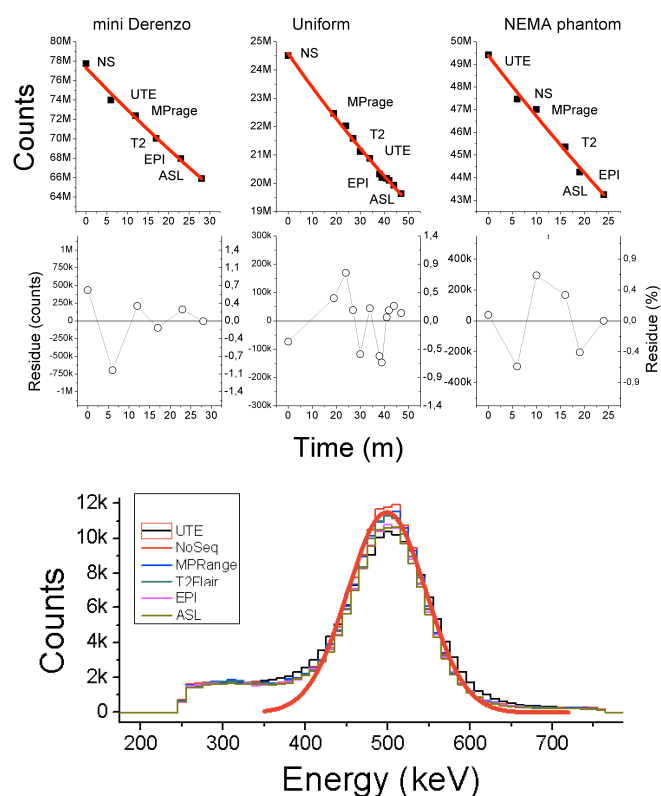 mini Derenzo Uniform NEMA phantom
Counts
80M 78M 76M 74M 72M 70M 68M 66M 64M
NS
UTE
MPrage
T2
EPI
ASL
0 5 10 15 20 25 30
25M 24M 23M 22M 21M 20M 19M
NS
MPrage
T2
UTE
EPI
ASL
0 10 20 30 40 50
50M 49M 48M 47M 46M 45M 44M 43M
UTE
NS
MPrage
T2
ASL
EPI
0 5 10 15 20 25
Residue (counts)
1M 750k 500k 250k 0 -250k -500k -750k -1M
1,4 1,1 0,7 0,4 0,0 -0,4 -0,7 -1,1 -1,4
0 5 10 15 20 25 30
300k 200k 100k 0 -100k -200k -300k
1,4 0,9 0,5 0,0 -0,5 -0,9 -1,4
0 10 20 30 40 50
t
400k 200k 0 -200k -400k
0,9 0,4 0,0 -0,4 -0,9
Residue (%)
0 5 10 15 20 25
Time (m)
Counts
12k 10k 8k 6k 4k 2k 0
UTE
NoSeq
MPRange
T2Flair
EPI
ASL
200 300 400 500 600 700
Energy (keV)